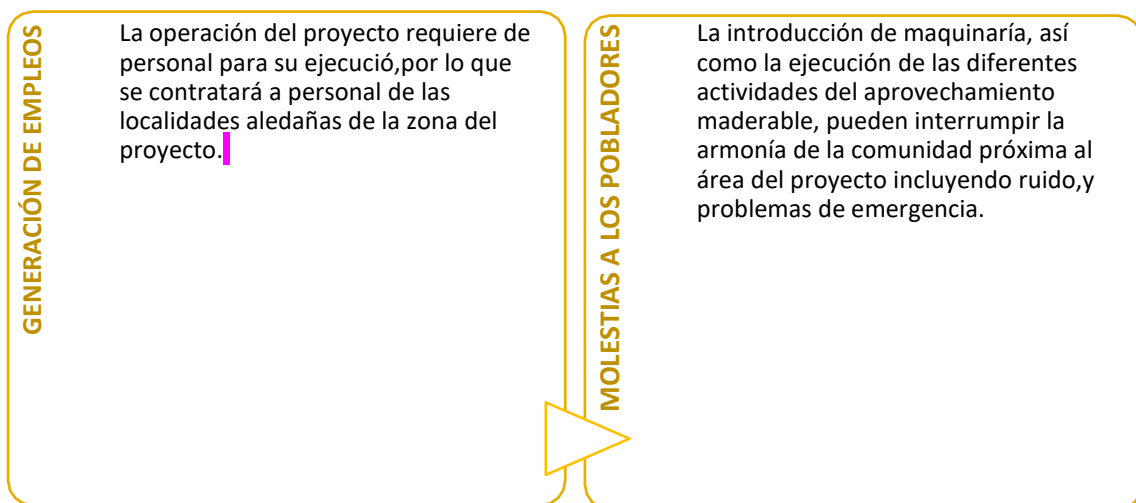 GENERACIÓN DE EMPLEOS
La operación del proyecto requiere de
personal para su ejecució,por lo que
se contratará a personal de las
localidades aledañas de la zona del
proyecto.
MOLESTIAS A LOS POBLADORES
La introducción de maquinaría, así
como la ejecución de las diferentes
actividades del aprovechamiento
maderable, pueden interrumpir la
armonía de la comunidad próxima al
área del proyecto incluyendo ruido,y
problemas de emergencia.